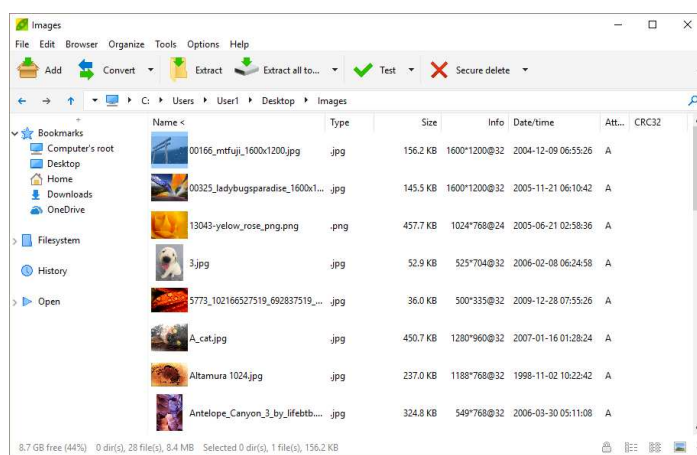 Images
File Edit Browser Organize Tools Options Help
Add Convert Extract Extract all to... Test Secure delete
C: Users User1 Desktop Images
Bookmarks
Computer's root
Desktop
Home
Downloads
OneDrive
Filesystem
History
Open
Name < Type Size Info Date/time Att... CRC32
00166_mtfuji_1600x1200.jpg .jpg 156.2 KB 1600*1200@32 2004-12-09 06:55:26 A
00325_ladybugsparadise_1600x1... .jpg 145.5 KB 1600*1200@32 2005-11-21 06:10:42 A
13043-yelow_rose_png.png .png 457.7 KB 1024*768@24 2005-06-21 02:58:36 A
3.jpg .jpg 52.9 KB 525*704@32 2006-02-08 06:24:58 A
5773_102166527519_692837519_... .jpg 36.0 KB 500*335@32 2009-12-28 07:55:26 A
A_cat.jpg .jpg 450.7 KB 1280*960@32 2007-01-16 01:28:24 A
Altamura 1024.jpg .jpg 237.0 KB 1188*768@32 1998-11-02 10:22:42 A
Antelope_Canyon_3_by_lifebtb.... .jpg 324.8 KB 549*768@32 2006-03-30 05:11:08 A
8.7 GB free (44%) 0 dir(s), 28 file(s), 8.4 MB Selected 0 dir(s), 1 file(s), 156.2 KB